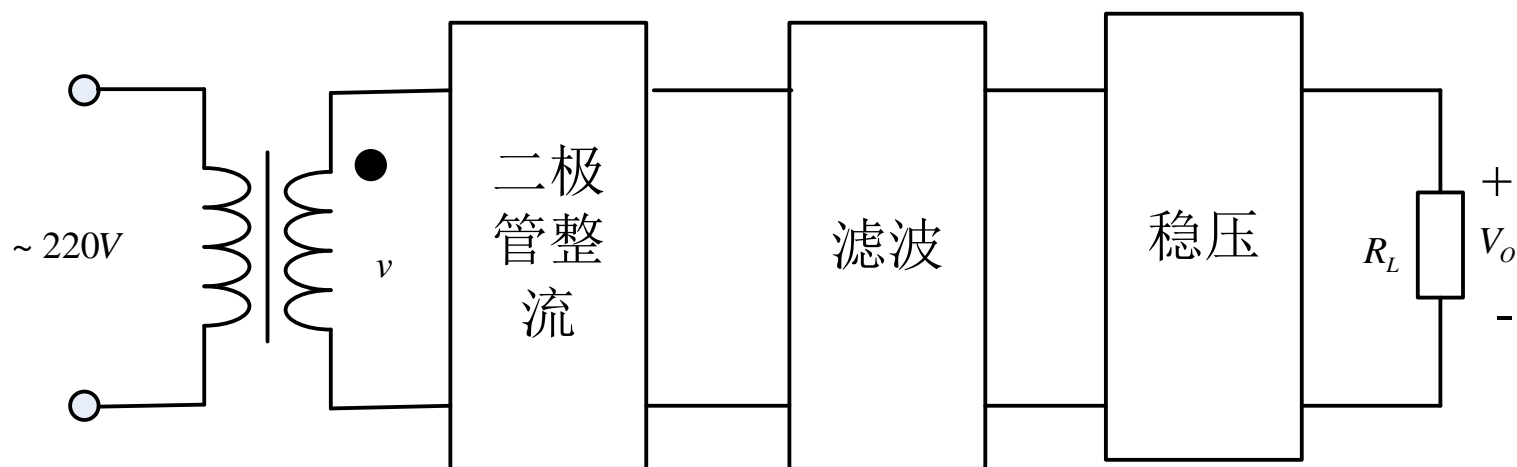 ~ 220V
v
二极
管整
流
滤波
稳压
R_L
+
V_O
-